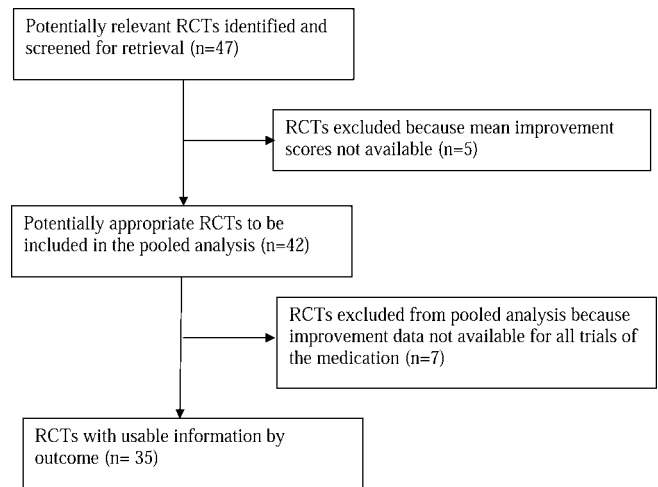 Potentially relevant RCTs identified and
screened for retrieval (n=47)
RCTs excluded because mean improvement
scores not available (n=5)
Potentially appropriate RCTs to be
included in the pooled analysis (n=42)
RCTs excluded from pooled analysis because
improvement data not available for all trials of
the medication (n=7)
RCTs with usable information by
outcome (n= 35)